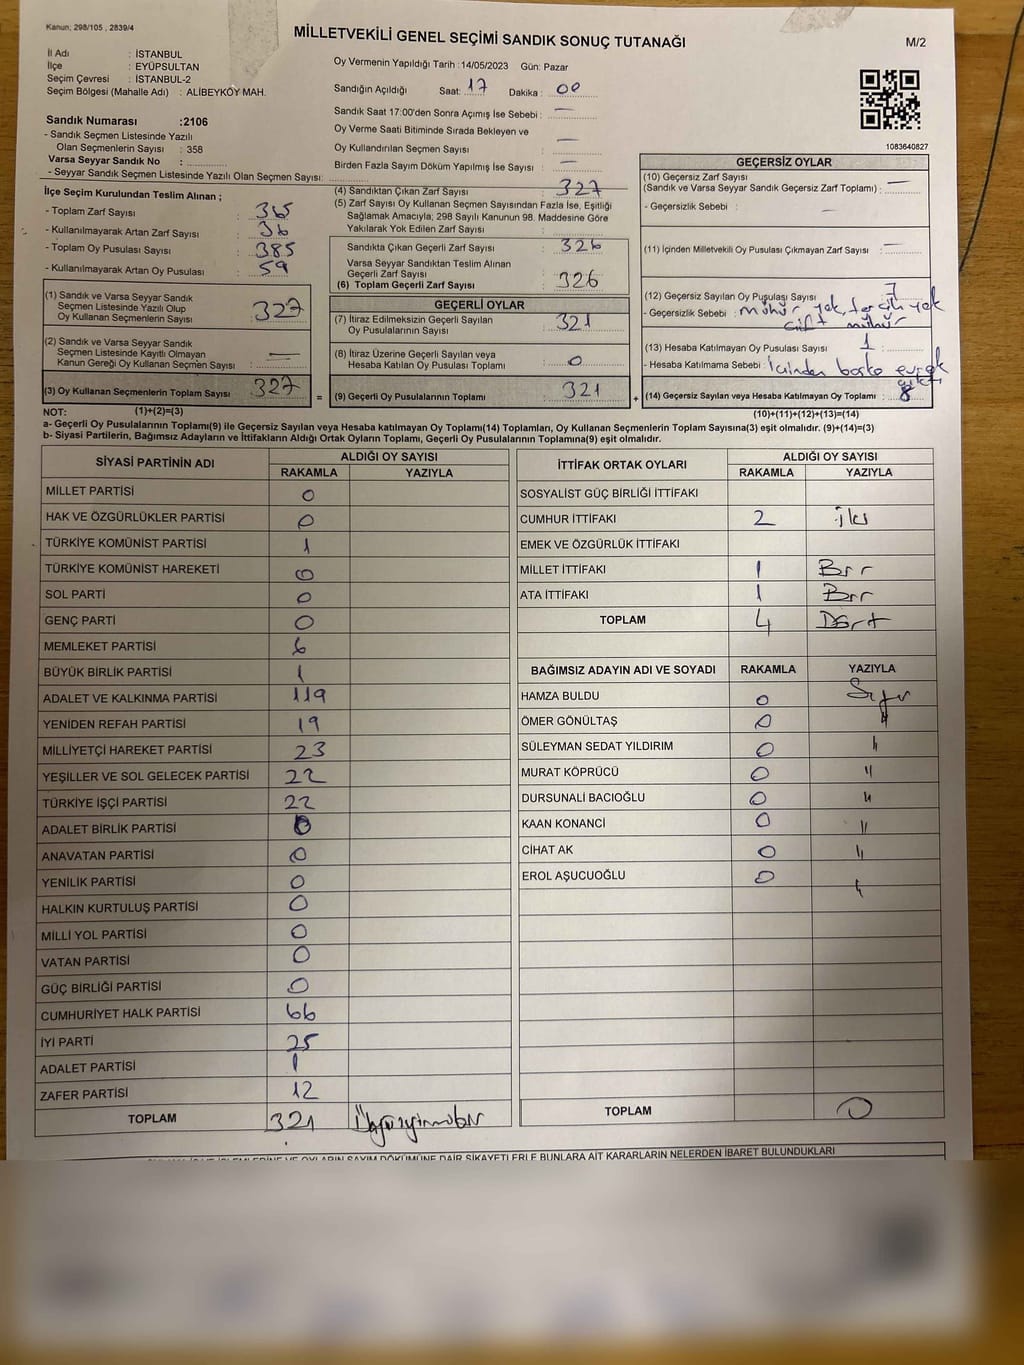 Kanun; 298/105 , 2839/4
MİLLETVEKİLİ GENEL SEÇİMİ SANDIK SONUÇ TUTANAĞI
M/2
İl Adı : İSTANBUL
İlçe : EYÜPSULTAN
Seçim Çevresi : İSTANBUL-2
Seçim Bölgesi (Mahalle Adı) : ALİBEYKÖY MAH.
Oy Vermenin Yapıldığı Tarih : 14/05/2023 Gün: Pazar
Sandığın Açıldığı Saat: 17 Dakika : 00
Sandık Saat 17:00'den Sonra Açımış İse Sebebi : —
Oy Verme Saati Bitiminde Sırada Bekleyen ve
Oy Kullandırılan Seçmen Sayısı : —
Birden Fazla Sayım Döküm Yapılmış İse Sayısı : —
1083640827
Sandık Numarası :2106
- Sandık Seçmen Listesinde Yazılı
Olan Seçmenlerin Sayısı : 358
Varsa Seyyar Sandık No :
- Seyyar Sandık Seçmen Listesinde Yazılı Olan Seçmen Sayısı:
İlçe Seçim Kurulundan Teslim Alınan ;
- Toplam Zarf Sayısı : 365
- Kullanılmayarak Artan Zarf Sayısı : 36
- Toplam Oy Pusulası Sayısı : 385
- Kullanılmayarak Artan Oy Pusulası : 59
(1) Sandık ve Varsa Seyyar Sandık
Seçmen Listesinde Yazılı Olup
Oy Kullanan Seçmenlerin Sayısı : 327
(2) Sandık ve Varsa Seyyar Sandık
Seçmen Listesinde Kayıtlı Olmayan
Kanun Gereği Oy Kullanan Seçmen Sayısı : —
(3) Oy Kullanan Seçmenlerin Toplam Sayısı : 327
(4) Sandıktan Çıkan Zarf Sayısı : 327
(5) Zarf Sayısı Oy Kullanan Seçmen Sayısından Fazla İse, Eşitliği
Sağlamak Amacıyla; 298 Sayılı Kanunun 98. Maddesine Göre
Yakılarak Yok Edilen Zarf Sayısı :
Sandıkta Çıkan Geçerli Zarf Sayısı : 326
Varsa Seyyar Sandıktan Teslim Alınan
Geçerli Zarf Sayısı :
(6) Toplam Geçerli Zarf Sayısı : 326
GEÇERLİ OYLAR
(7) İtiraz Edilmeksizin Geçerli Sayılan
Oy Pusulalarının Sayısı : 321
(8) İtiraz Üzerine Geçerli Sayılan veya
Hesaba Katılan Oy Pusulası Toplamı : 0
= (9) Geçerli Oy Pusulalarının Toplamı : 321
GEÇERSİZ OYLAR
(10) Geçersiz Zarf Sayısı
(Sandık ve Varsa Seyyar Sandık Geçersiz Zarf Toplamı) : —
- Geçersizlik Sebebi : —
(11) İçinden Milletvekili Oy Pusulası Çıkmayan Zarf Sayısı : —
(12) Geçersiz Sayılan Oy Pusulası Sayısı : 7
- Geçersizlik Sebebi : mühür yok, tercih yok
çift mühür
(13) Hesaba Katılmayan Oy Pusulası Sayısı : 1
- Hesaba Katılmama Sebebi : İçinden başka evrak
çıktı
+ (14) Geçersiz Sayılan veya Hesaba Katılmayan Oy Toplamı : 8
NOT: (1)+(2)=(3) (10)+(11)+(12)+(13)=(14)
a- Geçerli Oy Pusulalarının Toplamı(9) ile Geçersiz Sayılan veya Hesaba Katılmayan Oy Toplamı(14) Toplamları, Oy Kullanan Seçmenlerin Toplam Sayısına(3) eşit olmalıdır. (9)+(14)=(3)
b- Siyasi Partilerin, Bağımsız Adayların ve İttifakların Aldığı Ortak Oyların Toplamı, Geçerli Oy Pusulalarının Toplamına(9) eşit olmalıdır.
SİYASİ PARTİNİN ADI ALDIĞI OY SAYISI
RAKAMLA YAZIYLA
MİLLET PARTİSİ 0
HAK VE ÖZGÜRLÜKLER PARTİSİ 0
TÜRKİYE KOMÜNİST PARTİSİ 1
TÜRKİYE KOMÜNİST HAREKETİ 0
SOL PARTİ 0
GENÇ PARTİ 0
MEMLEKET PARTİSİ 6
BÜYÜK BİRLİK PARTİSİ 1
ADALET VE KALKINMA PARTİSİ 119
YENİDEN REFAH PARTİSİ 19
MİLLİYETÇİ HAREKET PARTİSİ 23
YEŞİLLER VE SOL GELECEK PARTİSİ 22
TÜRKİYE İŞÇİ PARTİSİ 22
ADALET BİRLİK PARTİSİ 0
ANAVATAN PARTİSİ 0
YENİLİK PARTİSİ 0
HALKIN KURTULUŞ PARTİSİ 0
MİLLİ YOL PARTİSİ 0
VATAN PARTİSİ 0
GÜÇ BİRLİĞİ PARTİSİ 0
CUMHURİYET HALK PARTİSİ 66
İYİ PARTİ 25
ADALET PARTİSİ 1
ZAFER PARTİSİ 12
TOPLAM 321 Üçyüzyirmibir
İTTİFAK ORTAK OYLARI ALDIĞI OY SAYISI
RAKAMLA YAZIYLA
SOSYALİST GÜÇ BİRLİĞİ İTTİFAKI
CUMHUR İTTİFAKI 2 İki
EMEK VE ÖZGÜRLÜK İTTİFAKI
MİLLET İTTİFAKI 1 Bir
ATA İTTİFAKI 1 Bir
TOPLAM 4 Dört
BAĞIMSIZ ADAYIN ADI VE SOYADI RAKAMLA YAZIYLA
HAMZA BULDU 0 Sıfır
ÖMER GÖNÜLTAŞ 0 "
SÜLEYMAN SEDAT YILDIRIM 0 "
MURAT KÖPRÜCÜ 0 "
DURSUNALİ BACIOĞLU 0 "
KAAN KONANCİ 0 "
CİHAT AK 0 "
EROL AŞUCUOĞLU 0 "
TOPLAM 0